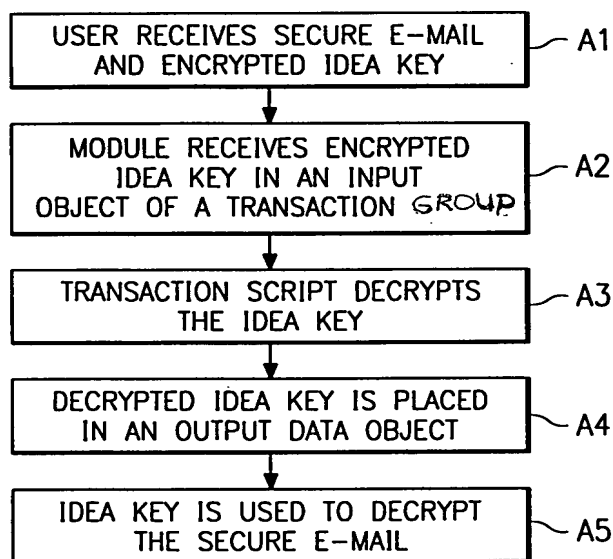 USER RECEIVES SECURE E-MAIL
AND ENCRYPTED IDEA KEY
A1
MODULE RECEIVES ENCRYPTED
IDEA KEY IN AN INPUT
OBJECT OF A TRANSACTION GROUP
A2
TRANSACTION SCRIPT DECRYPTS
THE IDEA KEY
A3
DECRYPTED IDEA KEY IS PLACED
IN AN OUTPUT DATA OBJECT
A4
IDEA KEY IS USED TO DECRYPT
THE SECURE E-MAIL
A5